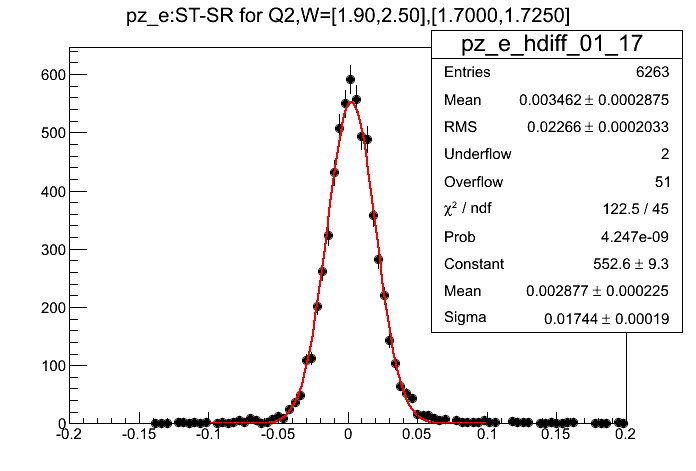 pz_e:ST-SR for Q2,W=[1.90,2.50],[1.7000,1.7250]
pz_e_hdiff_01_17
Entries 6263
Mean 0.003462 ± 0.0002875
RMS 0.02266 ± 0.0002033
Underflow 2
Overflow 51
χ² / ndf 122.5 / 45
Prob 4.247e-09
Constant 552.6 ± 9.3
Mean 0.002877 ± 0.000225
Sigma 0.01744 ± 0.00019
600
500
400
300
200
100
0
-0.2 -0.15 -0.1 -0.05 0 0.05 0.1 0.15 0.2